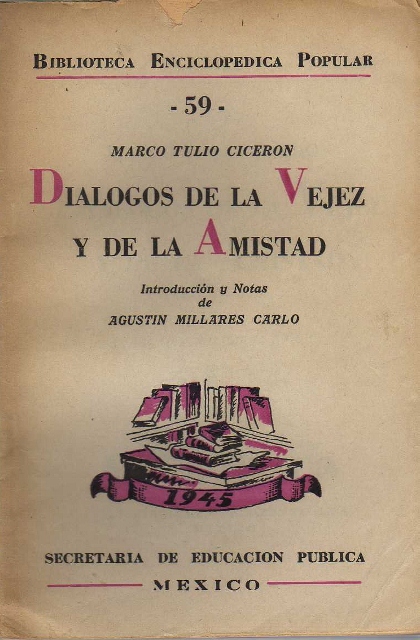 BIBLIOTECA ENCICLOPEDICA POPULAR
- 59 -
MARCO TULIO CICERON
DIALOGOS DE LA VEJEZ
Y DE LA AMISTAD
Introducción y Notas
de
AGUSTIN MILLARES CARLO
1945
SECRETARIA DE EDUCACION PUBLICA
MEXICO